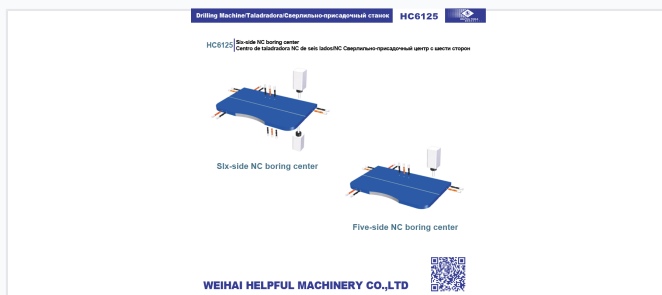 Drilling Machine/Taladradora/Сверлильно-присадочный станок HC6125
HC6125
Six-side NC boring center
Centro de taladradora NC de seis lados/NC Сверлильно-присадочный центр с шести сторон
SIx-side NC boring center
Five-side NC boring center
WEIHAI HELPFUL MACHINERY CO.,LTD